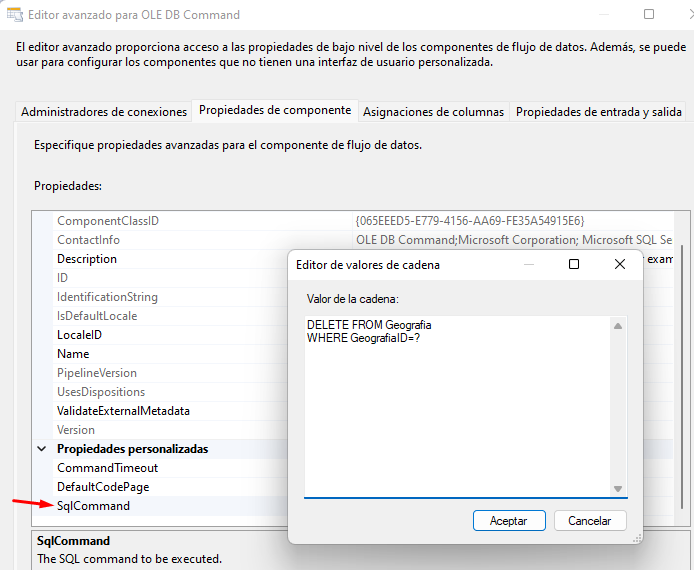 Editor avanzado para OLE DB Command
El editor avanzado proporciona acceso a las propiedades de bajo nivel de los componentes de flujo de datos. Además, se puede
usar para configurar los componentes que no tienen una interfaz de usuario personalizada.
Administradores de conexiones Propiedades de componente Asignaciones de columnas Propiedades de entrada y salida
Especifique propiedades avanzadas para el componente de flujo de datos.
Propiedades:
ComponentClassID {065EEED5-E779-4156-AA69-FE35A54915E6}
ContactInfo OLE DB Command;Microsoft Corporation; Microsoft SQL Se
Description exam
ID
IdentificationString
IsDefaultLocale
LocaleID
Name
PipelineVersion
UsesDispositions
ValidateExternalMetadata
Version
Propiedades personalizadas
CommandTimeout
DefaultCodePage
SqlCommand
SqlCommand
The SQL command to be executed.
Editor de valores de cadena
Valor de la cadena:
DELETE FROM Geografia
WHERE GeografiaID=?
Aceptar Cancelar